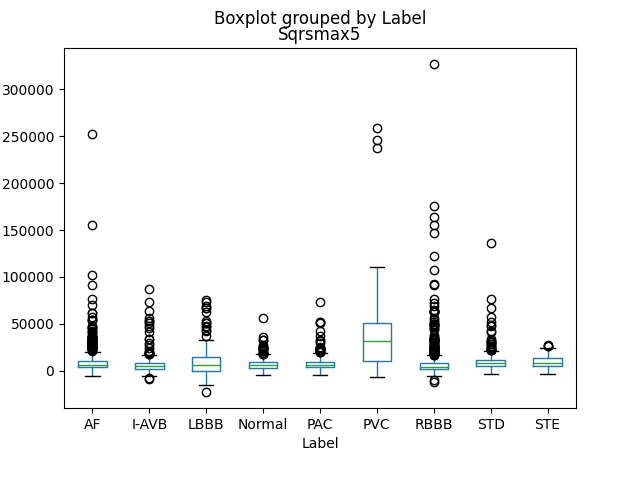 Boxplot grouped by Label
Sqrsmax5
300000
250000
200000
150000
100000
50000
0
AF I-AVB LBBB Normal PAC PVC RBBB STD STE
Label